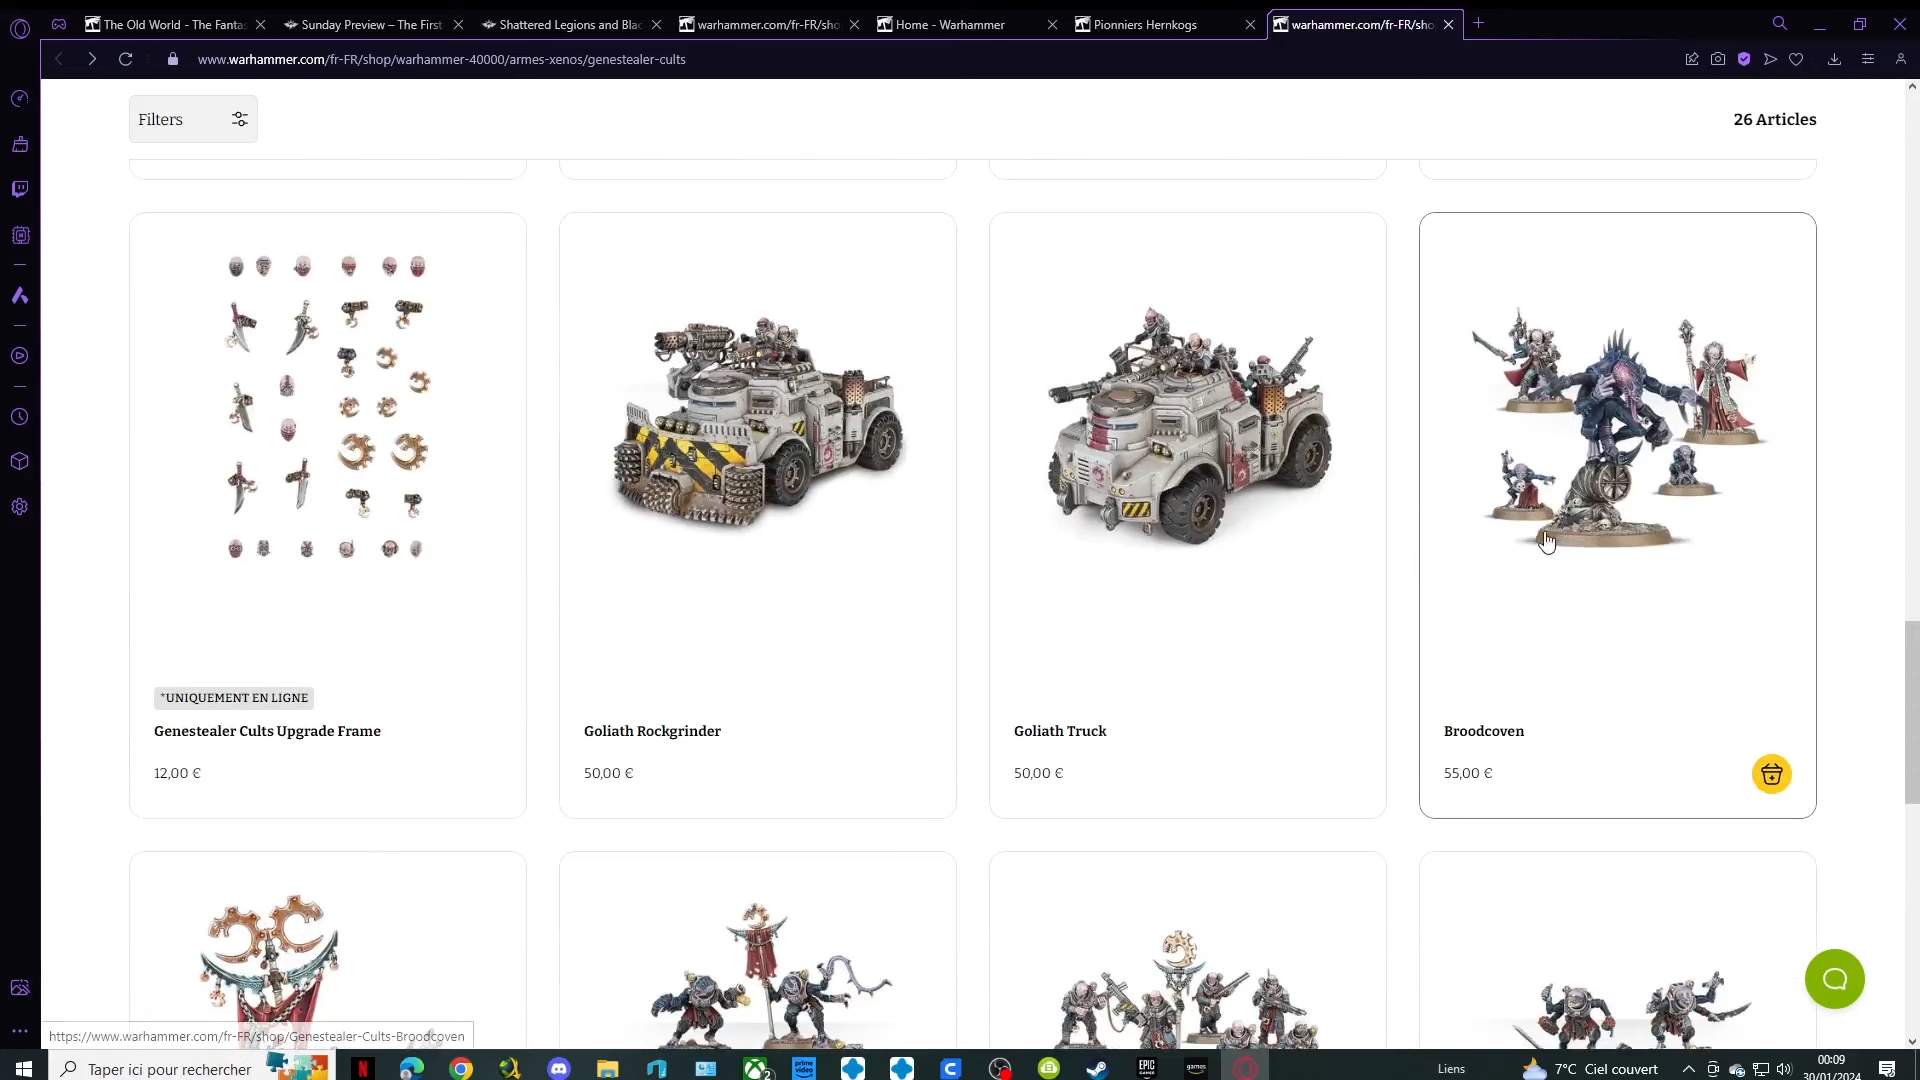 The Old World - The Fantas
Sunday Preview – The First
Shattered Legions and Blac
warhammer.com/fr-FR/sho
Home - Warhammer
Pionniers Hernkogs
warhammer.com/fr-FR/sho
www.warhammer.com/fr-FR/shop/warhammer-40000/armes-xenos/genestealer-cults
Filters
26 Articles
*UNIQUEMENT EN LIGNE
Genestealer Cults Upgrade Frame
12,00 €
Goliath Rockgrinder
50,00 €
Goliath Truck
50,00 €
Broodcoven
55,00 €
https://www.warhammer.com/fr-FR/shop/Genestealer-Cults-Broodcoven
Taper ici pour rechercher
Liens
7°C Ciel couvert
00:09
30/01/2024